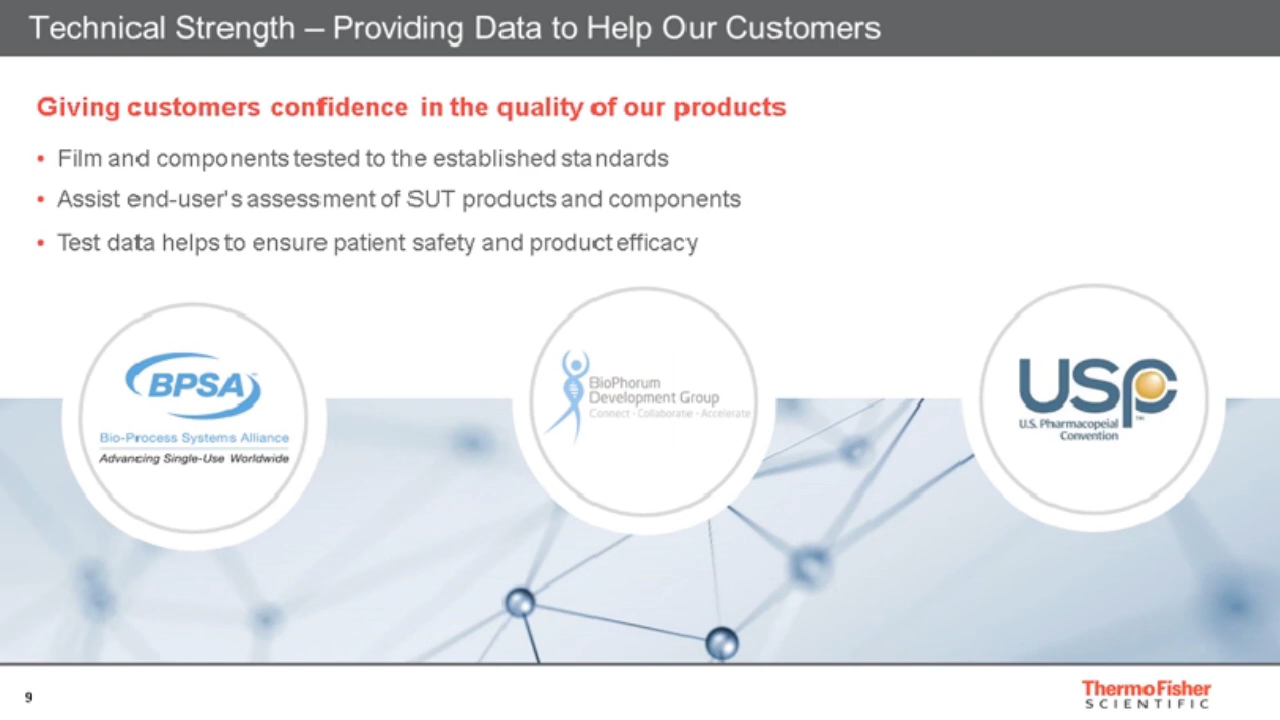 Technical Strength – Providing Data to Help Our Customers
Giving customers confidence in the quality of our products
• Film and components tested to the established standards
• Assist end-user's assessment of SUT products and components
• Test data helps to ensure patient safety and product efficacy
BPSA
Bio-Process Systems Alliance
Advancing Single-Use Worldwide
BioPhorum
Development Group
Connect - Collaborate - Accelerate
USP™
U.S. Pharmacopeial
Convention
9
ThermoFisher
SCIENTIFIC